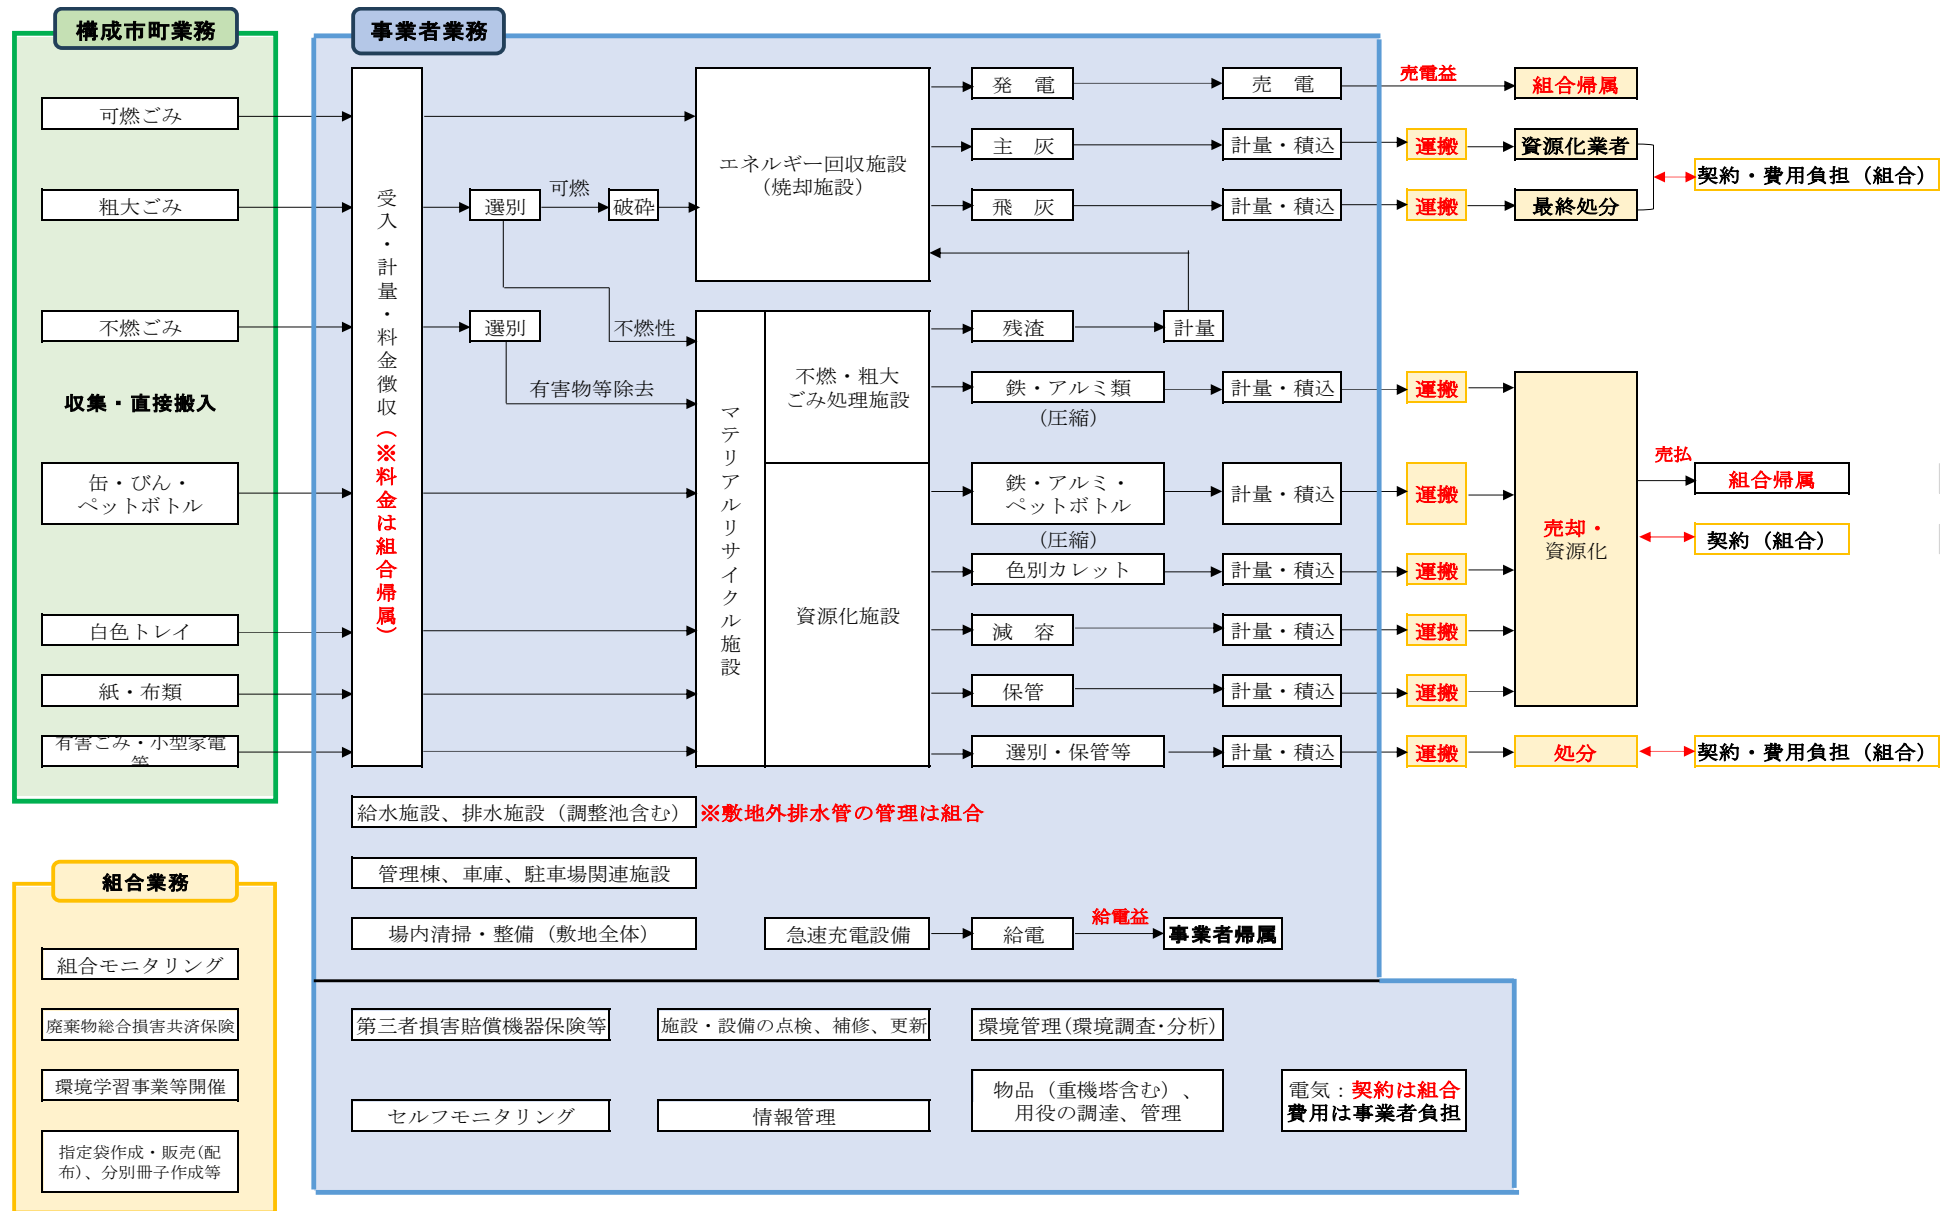 構成市町業務
事業者業務
可燃ごみ
粗大ごみ
不燃ごみ
収集・直接搬入
缶・びん・
ペットボトル
白色トレイ
紙・布類
有害ごみ・小型家電
等
受入・計量・料金徴収（※料金は組合帰属）
選別
可燃
破砕
選別
不燃性
有害物等除去
エネルギー回収施設
（焼却施設）
マテリアルリサイクル施設
不燃・粗大
ごみ処理施設
資源化施設
発　電
売　電
売電益
組合帰属
主　灰
計量・積込
運搬
資源化業者
契約・費用負担（組合）
飛　灰
計量・積込
運搬
最終処分
残渣
計量
鉄・アルミ類
（圧縮）
計量・積込
運搬
鉄・アルミ・
ペットボトル
（圧縮）
計量・積込
運搬
色別カレット
計量・積込
運搬
減　容
計量・積込
運搬
保管
計量・積込
運搬
選別・保管等
計量・積込
運搬
売却・
資源化
売払
組合帰属
契約（組合）
処分
契約・費用負担（組合）
給水施設、排水施設（調整池含む）
※敷地外排水管の管理は組合
管理棟、車庫、駐車場関連施設
場内清掃・整備（敷地全体）
急速充電設備
給電
給電益
事業者帰属
第三者損害賠償機器保険等
施設・設備の点検、補修、更新
環境管理（環境調査・分析）
セルフモニタリング
情報管理
物品（重機塔含む）、
用役の調達、管理
電気：契約は組合
費用は事業者負担
組合業務
組合モニタリング
廃棄物総合損害共済保険
環境学習事業等開催
指定袋作成・販売(配
布)、分別冊子作成等